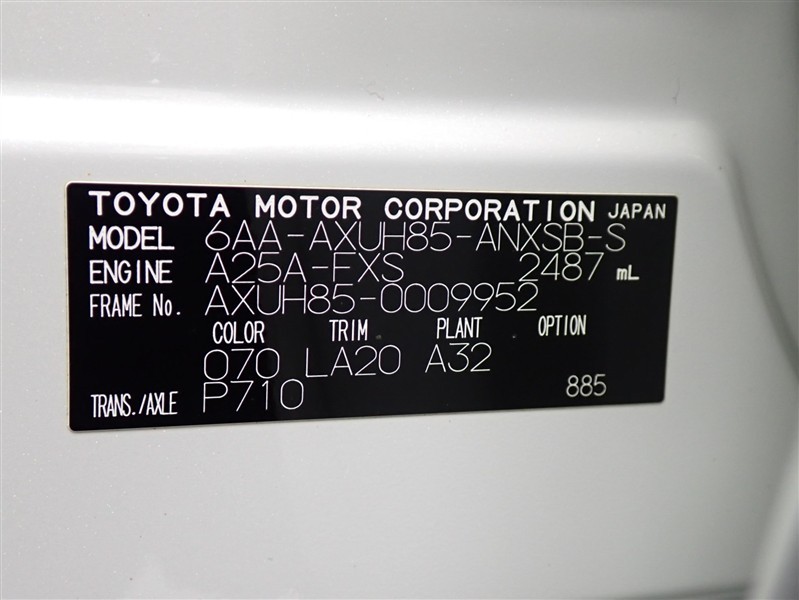 TOYOTA MOTOR CORPORATION JAPAN
MODEL 6AA-AXUH85-ANXSB-S
ENGINE A25A-FXS 2487 mL
FRAME No. AXUH85-0009952
COLOR TRIM PLANT OPTION
070 LA20 A32
TRANS./AXLE P710 885